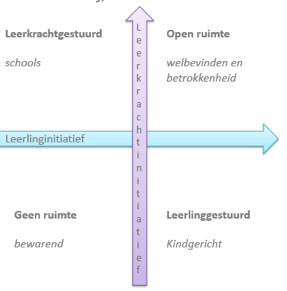 Leerkrachtgestuurd
schools
Open ruimte
welbevinden en
betrokkenheid
Leerkrachtinitiatief
Leerlinginitiatief
Geen ruimte
bewarend
Leerlinggestuurd
Kindgericht